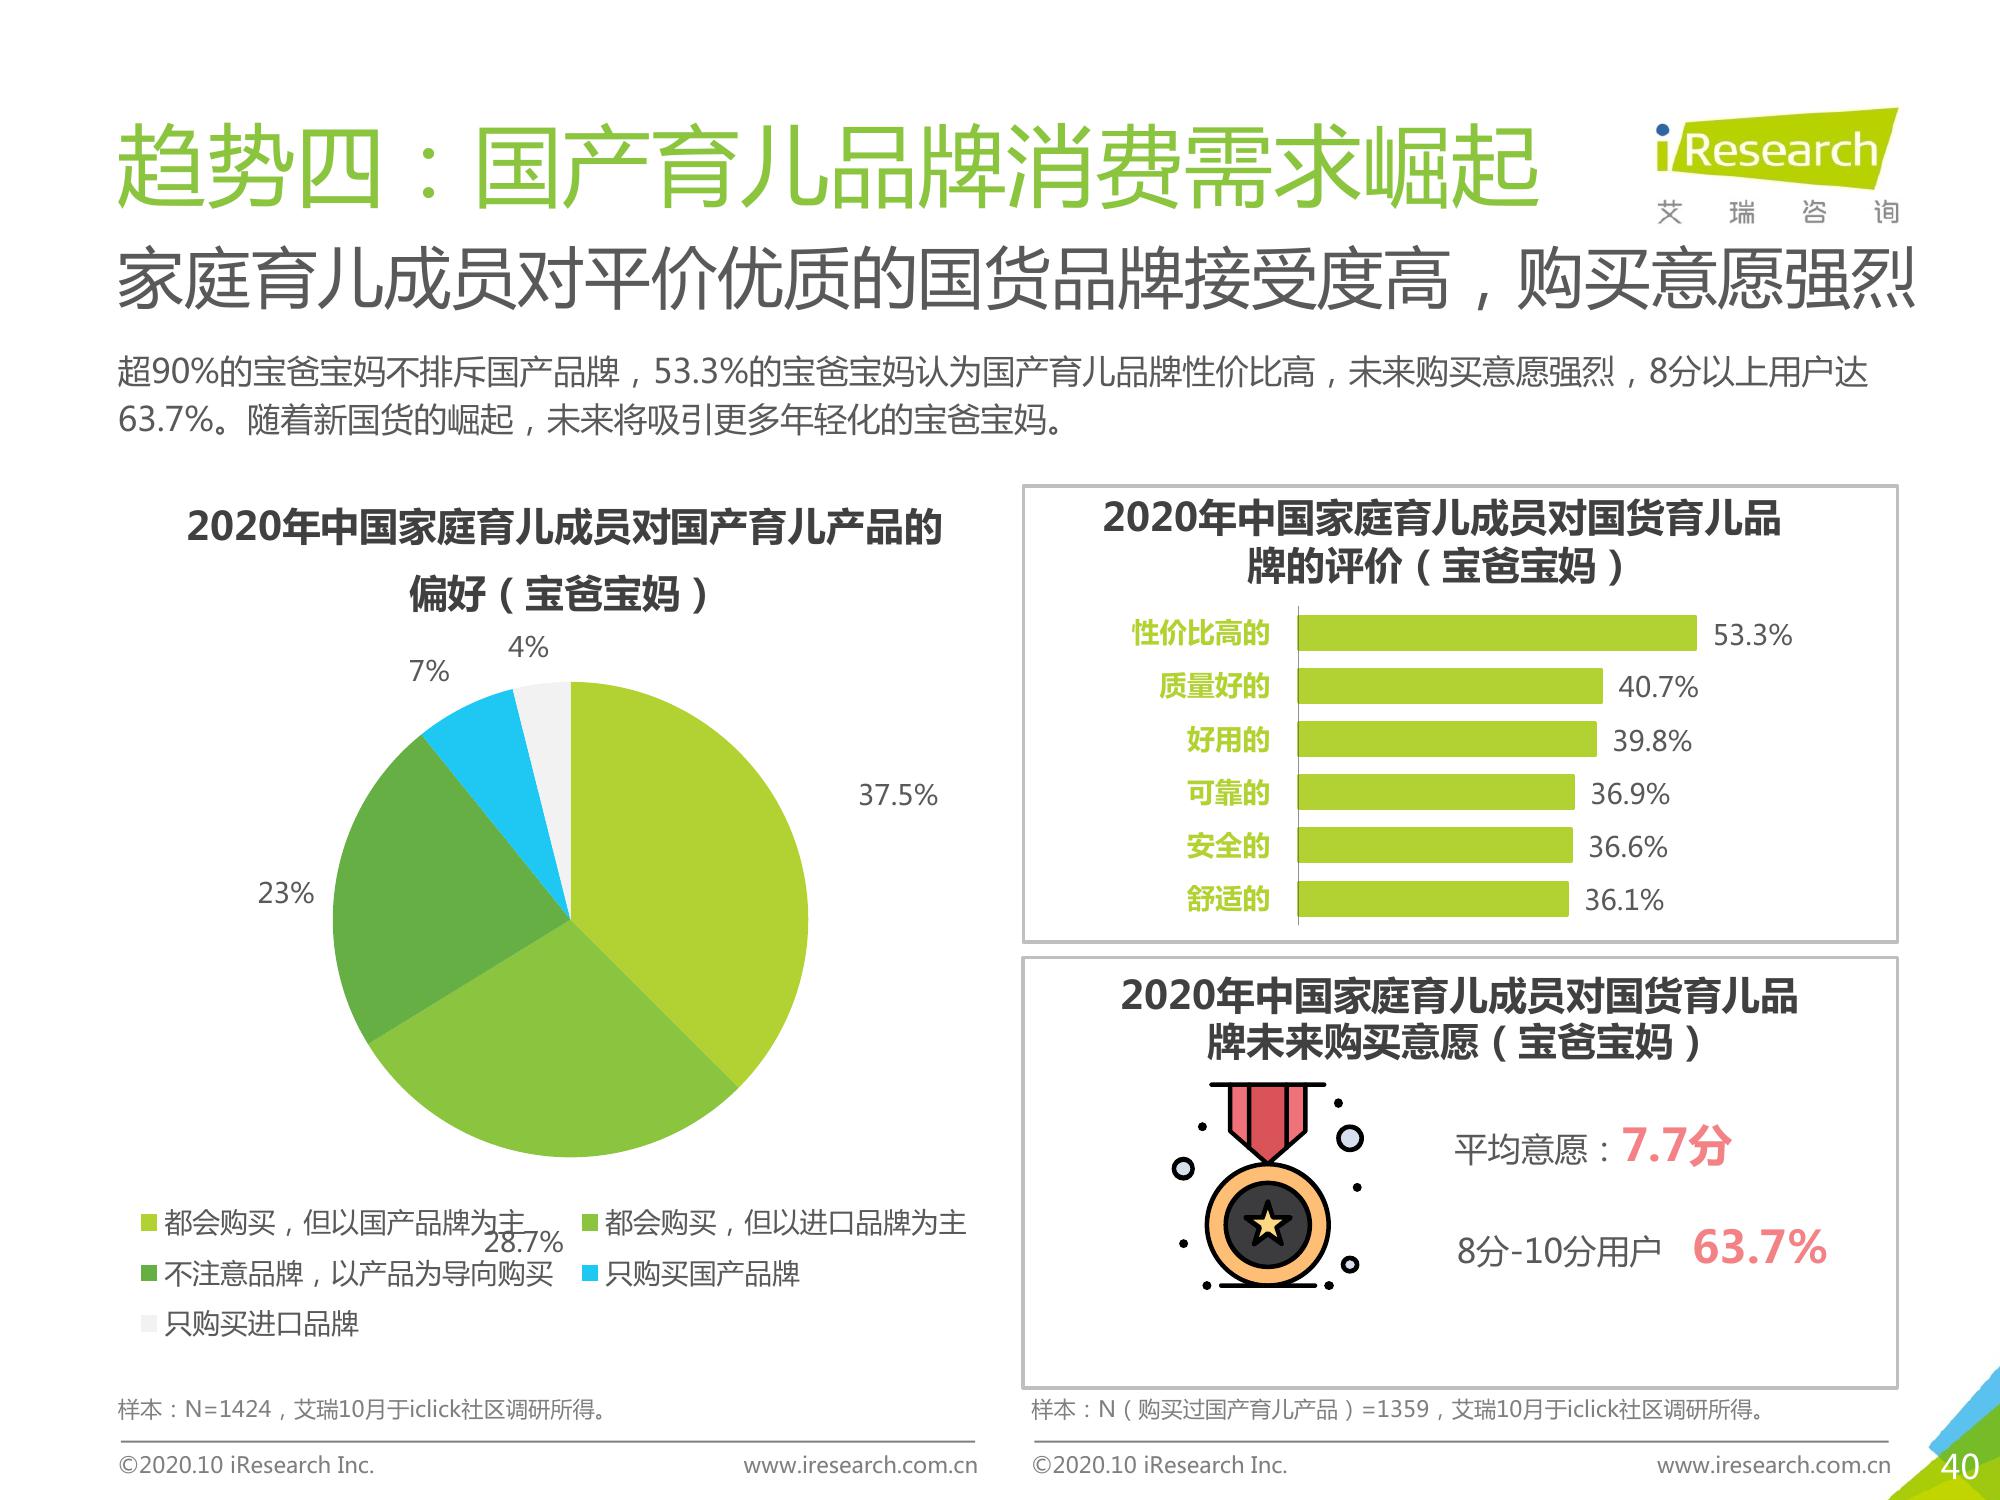 趋势四：国产育儿品牌消费需求崛起
iResearch
艾瑞咨询
家庭育儿成员对平价优质的国货品牌接受度高，购买意愿强烈
超90%的宝爸宝妈不排斥国产品牌，53.3%的宝爸宝妈认为国产育儿品牌性价比高，未来购买意愿强烈，8分以上用户达
63.7%。随着新国货的崛起，未来将吸引更多年轻化的宝爸宝妈。
2020年中国家庭育儿成员对国产育儿产品的
偏好（宝爸宝妈）
4%
7%
37.5%
23%
28.7%
都会购买，但以国产品牌为主
都会购买，但以进口品牌为主
不注意品牌，以产品为导向购买
只购买国产品牌
只购买进口品牌
样本：N=1424，艾瑞10月于iclick社区调研所得。
2020年中国家庭育儿成员对国货育儿品
牌的评价（宝爸宝妈）
性价比高的 53.3%
质量好的 40.7%
好用的 39.8%
可靠的 36.9%
安全的 36.6%
舒适的 36.1%
2020年中国家庭育儿成员对国货育儿品
牌未来购买意愿（宝爸宝妈）
平均意愿：7.7分
8分-10分用户 63.7%
样本：N（购买过国产育儿产品）=1359，艾瑞10月于iclick社区调研所得。
©2020.10 iResearch Inc. www.iresearch.com.cn
©2020.10 iResearch Inc. www.iresearch.com.cn
40